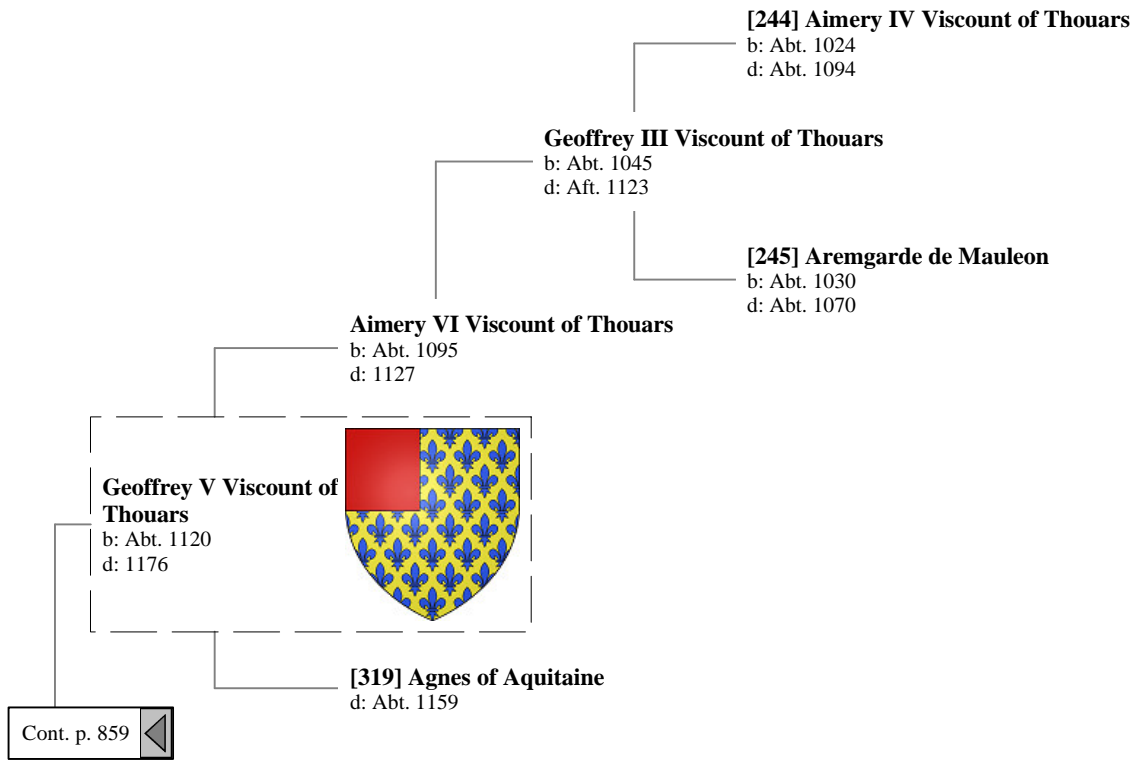 [244] Aimery IV Viscount of Thouars
b: Abt. 1024
d: Abt. 1094
Geoffrey III Viscount of Thouars
b: Abt. 1045
d: Aft. 1123
[245] Aremgarde de Mauleon
b: Abt. 1030
d: Abt. 1070
Aimery VI Viscount of Thouars
b: Abt. 1095
d: 1127
Geoffrey V Viscount of
Thouars
b: Abt. 1120
d: 1176
[319] Agnes of Aquitaine
d: Abt. 1159
Cont. p. 859